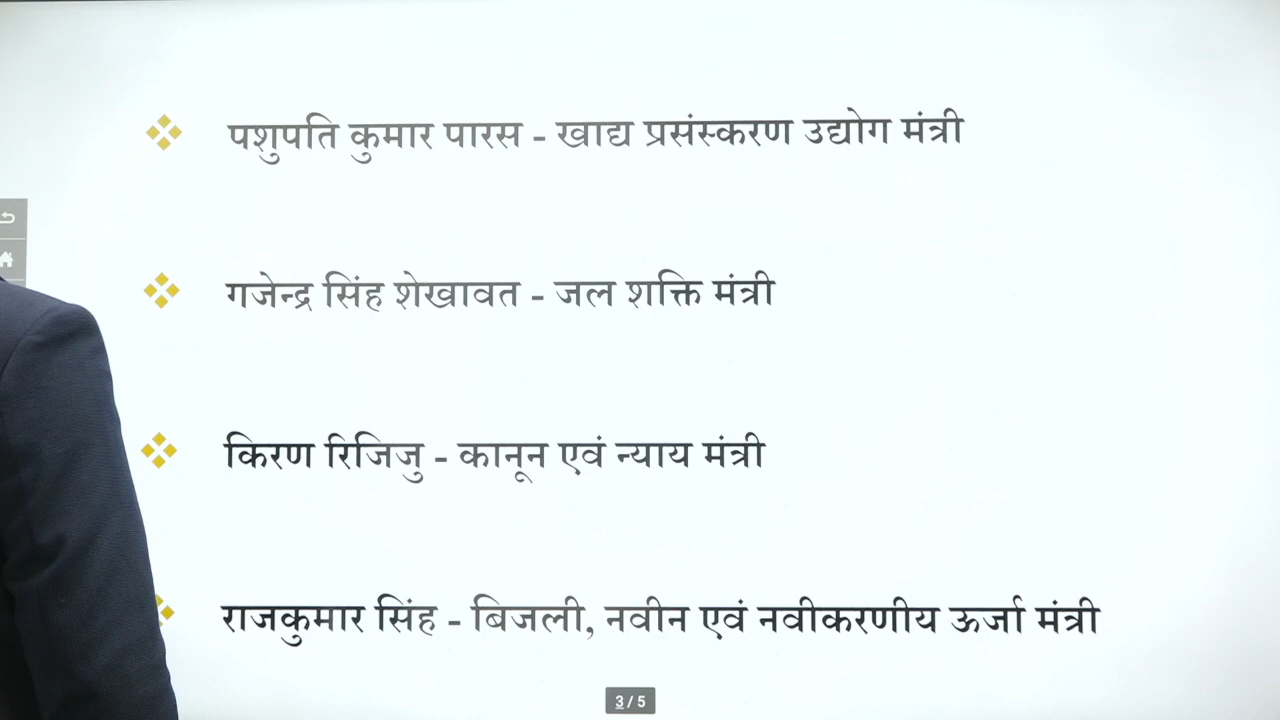 पशुपति कुमार पारस - खाद्य प्रसंस्करण उद्योग मंत्री
गजेन्द्र सिंह शेखावत - जल शक्ति मंत्री
किरण रिजिजु - कानून एवं न्याय मंत्री
राजकुमार सिंह - बिजली, नवीन एवं नवीकरणीय ऊर्जा मंत्री
3 / 5